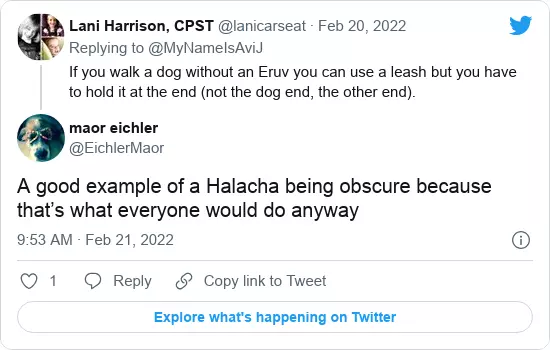 Lani Harrison, CPST @lanicarseat · Feb 20, 2022
Replying to @MyNameIsAviJ
If you walk a dog without an Eruv you can use a leash but you have
to hold it at the end (not the dog end, the other end).
maor eichler
@EichlerMaor
A good example of a Halacha being obscure because
that’s what everyone would do anyway
9:53 AM · Feb 21, 2022
1 Reply Copy link to Tweet
Explore what's happening on Twitter